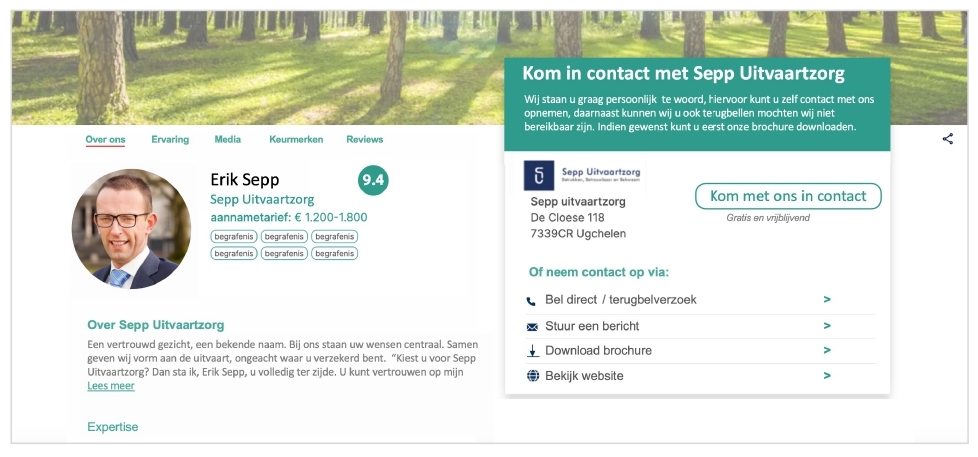 Kom in contact met Sepp Uitvaartzorg
Wij staan u graag persoonlijk te woord, hiervoor kunt u zelf contact met ons
opnemen, daarnaast kunnen wij u ook terugbellen mochten wij niet
bereikbaar zijn. Indien gewenst kunt u eerst onze brochure downloaden.
Over ons Ervaring Media Keurmerken Reviews
Erik Sepp
9.4
Sepp Uitvaartzorg
aannametarief: € 1.200-1.800
begrafenis begrafenis begrafenis
begrafenis begrafenis begrafenis
Sepp Uitvaartzorg
Betrokken, Betrouwbaar en Bekwaam
Sepp uitvaartzorg
De Cloese 118
7339CR Ugchelen
Kom met ons in contact
Gratis en vrijblijvend
Of neem contact op via:
Bel direct / terugbelverzoek >
Stuur een bericht >
Download brochure >
Bekijk website >
Over Sepp Uitvaartzorg
Een vertrouwd gezicht, een bekende naam. Bij ons staan uw wensen centraal. Samen
geven wij vorm aan de uitvaart, ongeacht waar u verzekerd bent. “Kiest u voor Sepp
Uitvaartzorg? Dan sta ik, Erik Sepp, u volledig ter zijde. U kunt vertrouwen op mijn
Lees meer
Expertise